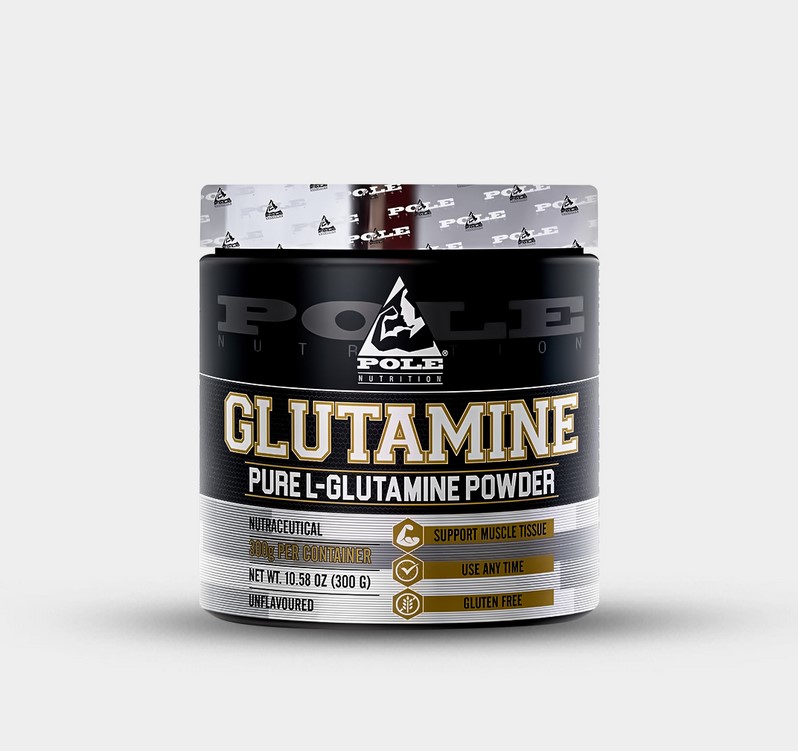 POLE
NUTRITION
POLE®
NUTRITION
GLUTAMINE
PURE L-GLUTAMINE POWDER
NUTRACEUTICAL
300g PER CONTAINER
NET WT. 10.58 OZ (300 G)
UNFLAVOURED
SUPPORT MUSCLE TISSUE
USE ANY TIME
GLUTEN FREE